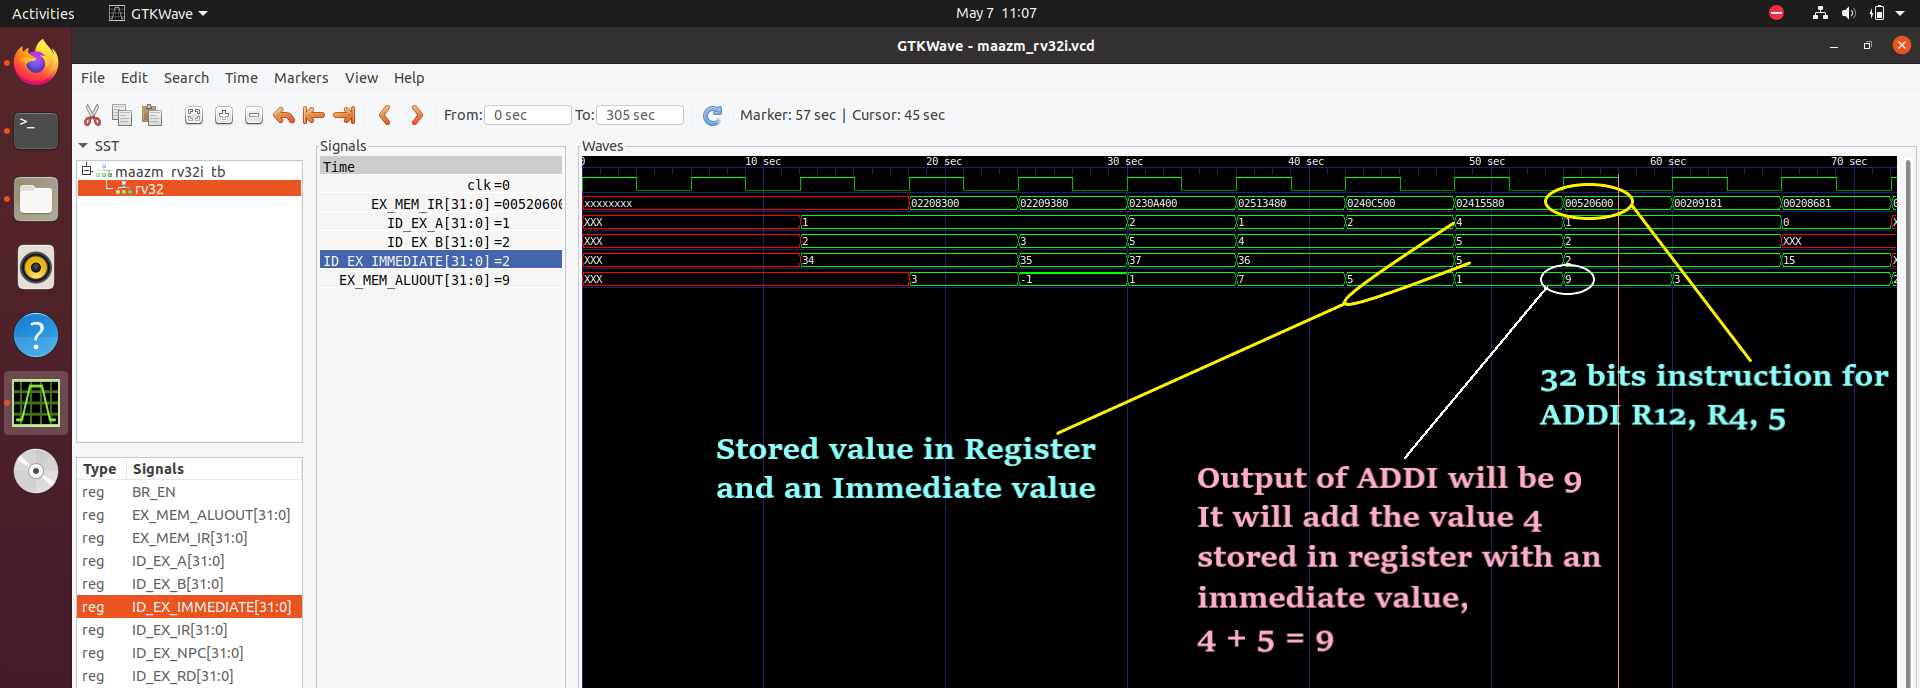 Activities GTKWave May 7 11:07
GTKWave - maazm_rv32i.vcd
File Edit Search Time Markers View Help
From: 0 sec To: 305 sec Marker: 57 sec | Cursor: 45 sec
SST
maazm_rv32i_tb
rv32
Type Signals
reg BR_EN
reg EX_MEM_ALUOUT[31:0]
reg EX_MEM_IR[31:0]
reg ID_EX_A[31:0]
reg ID_EX_B[31:0]
reg ID_EX_IMMEDIATE[31:0]
reg ID_EX_IR[31:0]
reg ID_EX_NPC[31:0]
reg ID_EX_RD[31:0]
Signals
Time
clk=0
EX_MEM_IR[31:0]=00520600
ID_EX_A[31:0]=1
ID_EX_B[31:0]=2
ID_EX_IMMEDIATE[31:0]=2
EX_MEM_ALUOUT[31:0]=9
Waves
10 sec 20 sec 30 sec 40 sec 50 sec 60 sec 70 sec
xxxxxxxx 02208300 02209380 0230A400 02513480 0240C500 02415580 00520600 00209181 00208681
XXX 1 2 1 2 4 1 0
XXX 2 3 5 4 5 2 XXX
XXX 34 35 37 36 5 2 15
XXX 3 -1 1 7 5 1 9 3 2
32 bits instruction for
ADDI R12, R4, 5
Stored value in Register
and an Immediate value
Output of ADDI will be 9
It will add the value 4
stored in register with an
immediate value,
4 + 5 = 9